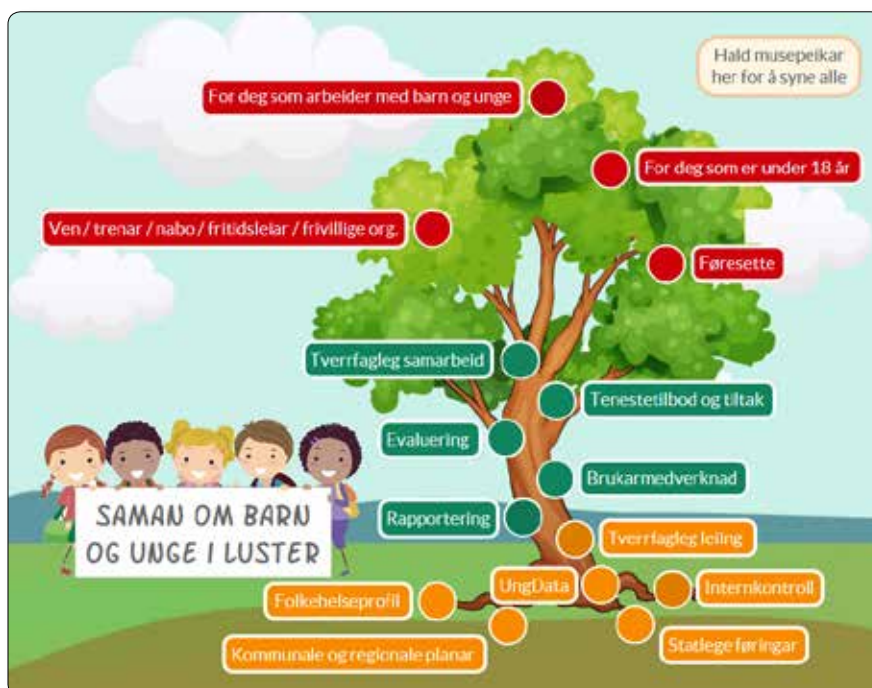 Hald musepeikar
her for å syne alle
For deg som arbeider med barn og unge
For deg som er under 18 år
Ven / trenar / nabo / fritidsleiar / frivillige org.
Føresette
Tverrfagleg samarbeid
Tenestetilbod og tiltak
Evaluering
Brukarmedverknad
Rapportering
SAMAN OM BARN
OG UNGE I LUSTER
Tverrfagleg leiing
UngData
Internkontroll
Folkehelseprofil
Statlege føringar
Kommunale og regionale planar